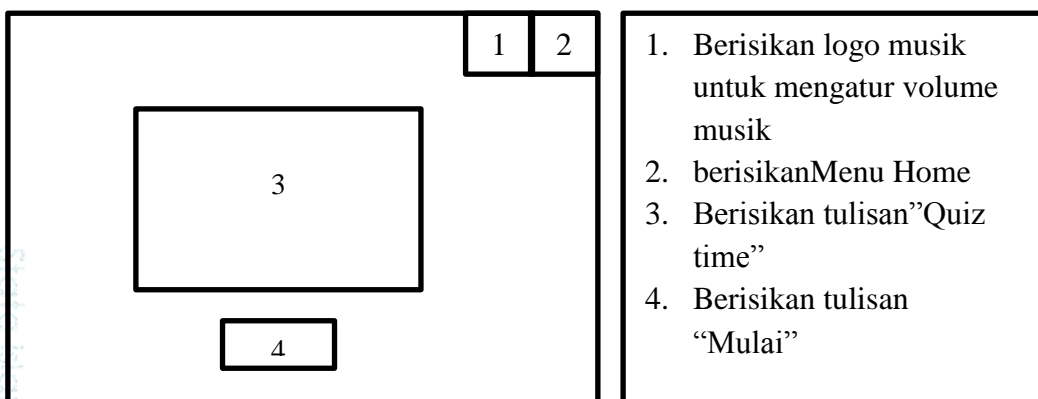 1 2
3
4
1. Berisikan logo musik
untuk mengatur volume
musik
2. berisikanMenu Home
3. Berisikan tulisan”Quiz
time”
4. Berisikan tulisan
“Mulai”